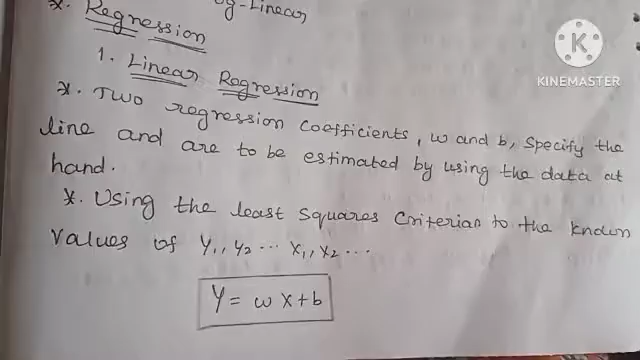 og-Linear
*. Regression
1. Linear Regression
*. Two regression Coefficients, w and b, Specify the
line and are to be estimated by using the data at
hand.
*. Using the least Squares Criterian to the known
Values of Y1, Y2 ... X1, X2 ...
Y = wX+b
KINEMASTER